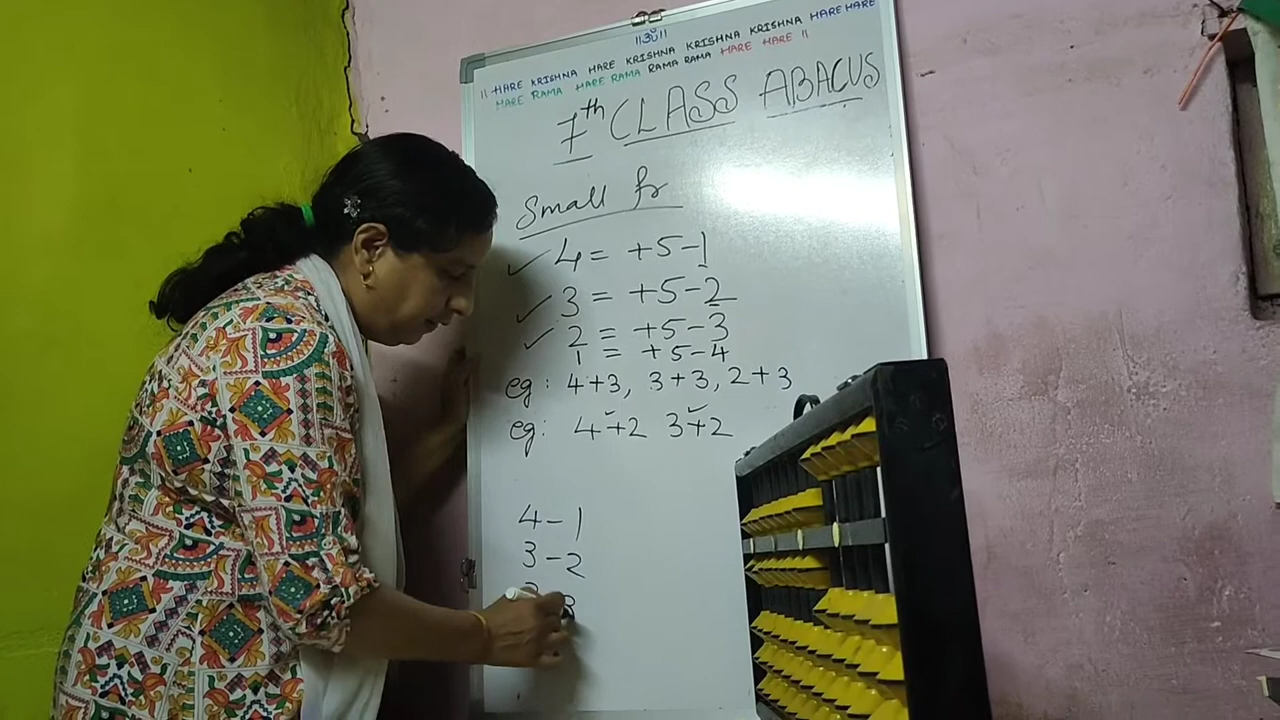 ||ૐ||
|| HARE KRISHNA HARE KRISHNA KRISHNA KRISHNA HARE HARE
HARE RAMA HARE RAMA RAMA RAMA HARE HARE ||
7th CLASS ABACUS
Small fr
✓ 4 = +5-1
✓ 3 = +5-2
✓ 2 = +5-3
1 = +5-4
eg: 4+3, 3+3, 2+3
eg: 4+2 3+2
4-1
3-2